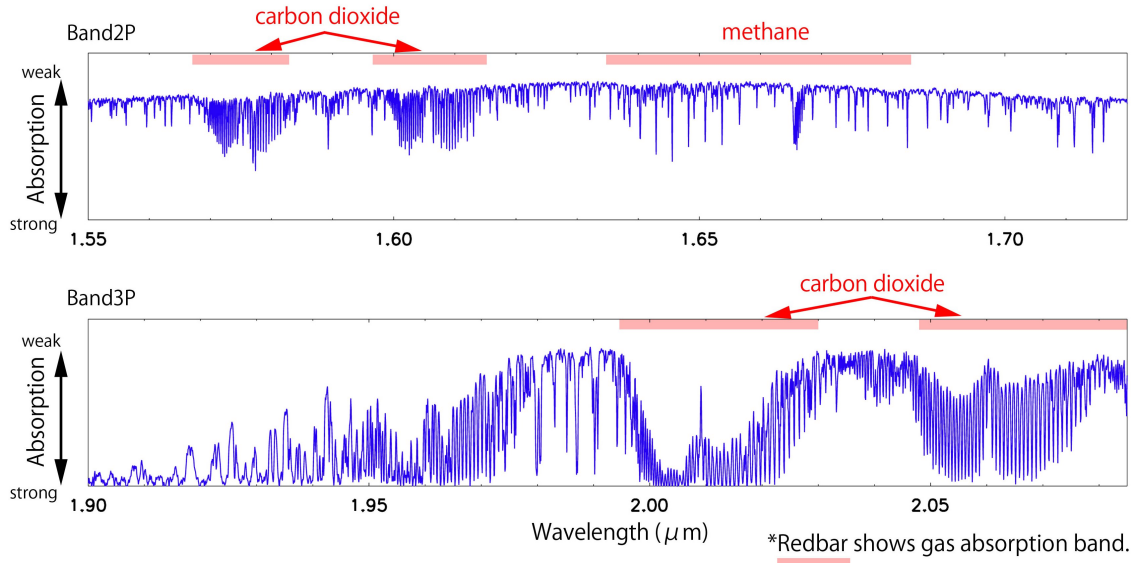 carbon dioxide
Band2P
methane
weak
Absorption
strong
1.55
1.60
1.65
1.70
carbon dioxide
Band3P
weak
Absorption
strong
1.90
1.95
2.00
2.05
Wavelength (μm)
*Redbar shows gas absorption band.